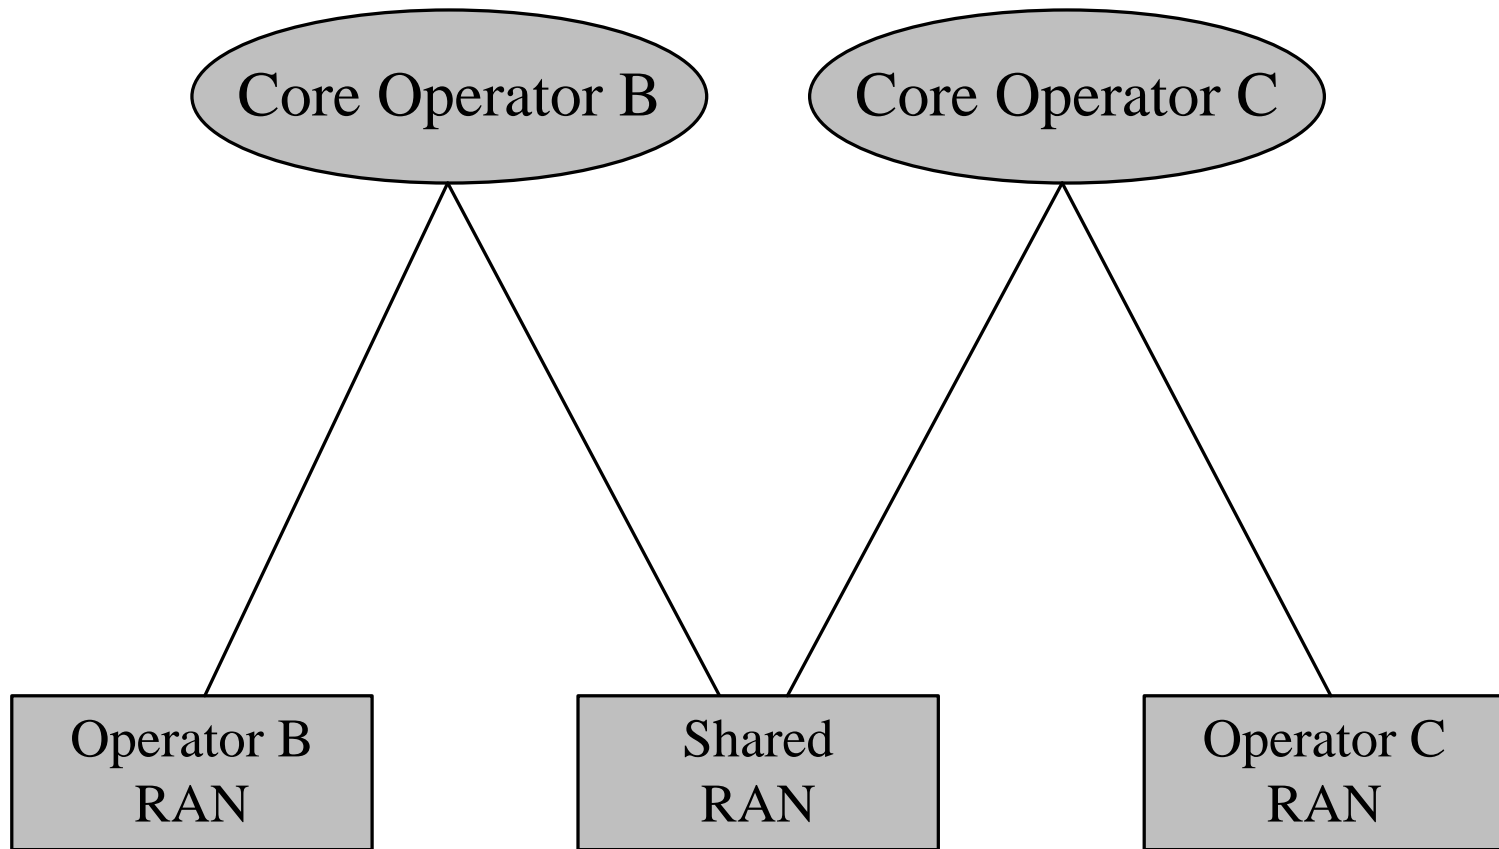 Core Operator B
Core Operator C
Operator B
RAN
Shared
RAN
Operator C
RAN